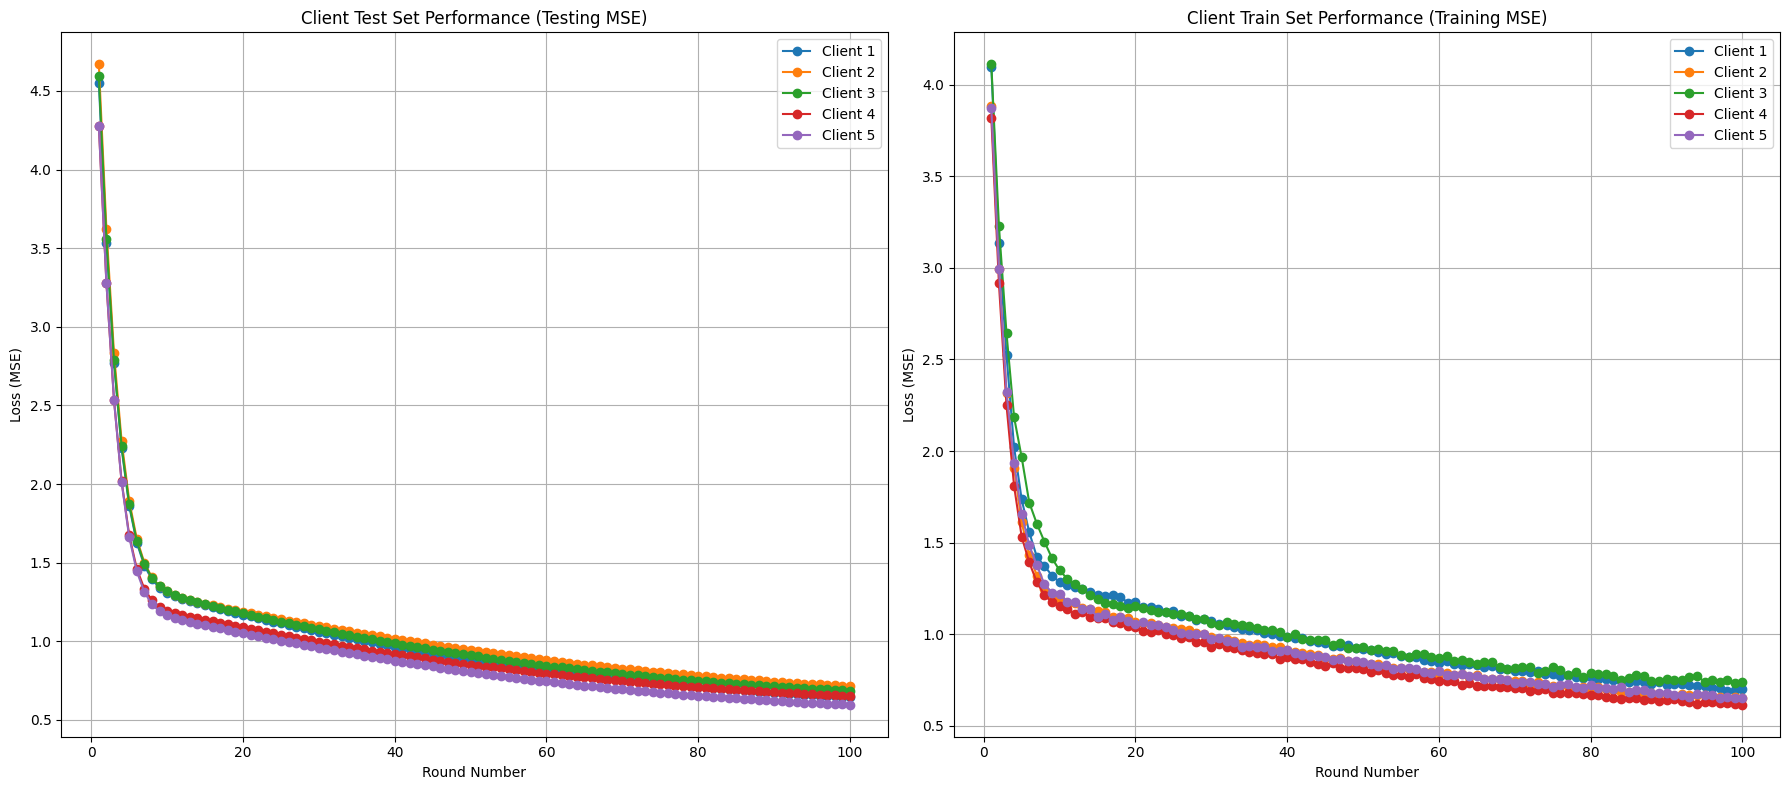 Client Test Set Performance (Testing MSE)
Loss (MSE)
4.5
4.0
3.5
3.0
2.5
2.0
1.5
1.0
0.5
0
20
40
60
80
100
Round Number
Client 1
Client 2
Client 3
Client 4
Client 5
Client Train Set Performance (Training MSE)
Loss (MSE)
4.0
3.5
3.0
2.5
2.0
1.5
1.0
0.5
0
20
40
60
80
100
Round Number
Client 1
Client 2
Client 3
Client 4
Client 5